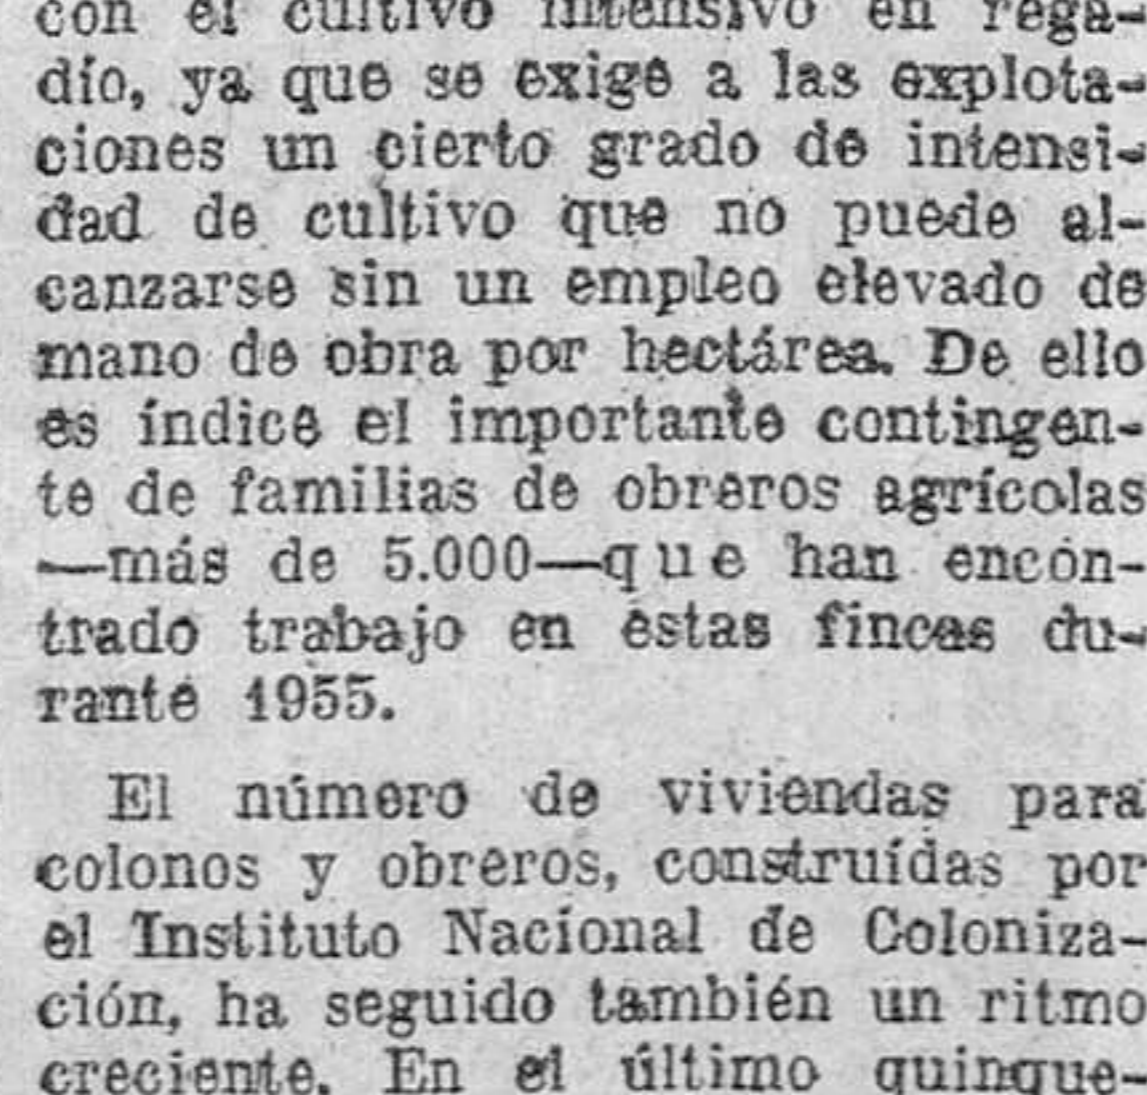 con el cultivo intensivo en rega-
dío, ya que se exige a las explota-
ciones un cierto grado de intensi-
dad de cultivo que no puede al-
canzarse sin un empleo elevado de
mano de obra por hectárea. De ello
es índice el importante contingen-
te de familias de obreros agrícolas
—más de 5.000—que han encon-
trado trabajo en estas fincas du-
rante 1955.
El número de viviendas para
colonos y obreros, construídas por
el Instituto Nacional de Coloniza-
ción, ha seguido también un ritmo
creciente. En el último quinque-